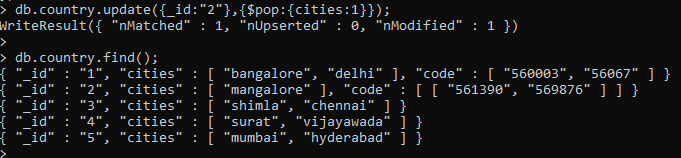 > db.country.update({_id:"2"},{$pop:{cities:1}});
WriteResult({ "nMatched" : 1, "nUpserted" : 0, "nModified" : 1 })
>
> db.country.find();
{ "_id" : "1", "cities" : [ "bangalore", "delhi" ], "code" : [ "560003", "56067" ] }
{ "_id" : "2", "cities" : [ "mangalore" ], "code" : [ [ "561390", "569876" ] ] }
{ "_id" : "3", "cities" : [ "shimla", "chennai" ] }
{ "_id" : "4", "cities" : [ "surat", "vijayawada" ] }
{ "_id" : "5", "cities" : [ "mumbai", "hyderabad" ] }
>